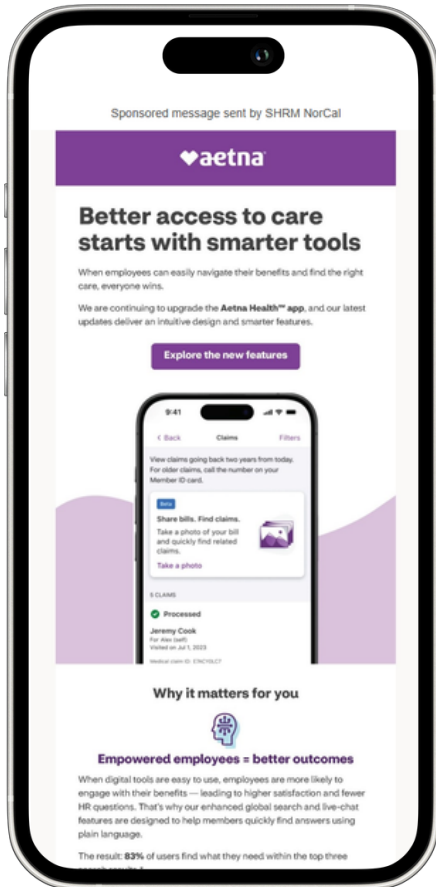 Sponsored message sent by SHRM NorCal
aetna
Better access to care
starts with smarter tools
When employees can easily navigate their benefits and find the right
care, everyone wins.
We are continuing to upgrade the Aetna Health℠ app, and our latest
updates deliver an intuitive design and smarter features.
Explore the new features
9:41
Back Claims Filters
View claims going back two years from today.
For older claims, call the number on your
Member ID card.
Beta
Share bills. Find claims.
Take a photo of your bill
and quickly find related
claims.
Take a photo
5 CLAIMS
Processed
Jeremy Cook
For Alex (self)
Visited on Jul 1, 2023
Medical claim ID:
Why it matters for you
Empowered employees = better outcomes
When digital tools are easy to use, employees are more likely to
engage with their benefits — leading to higher satisfaction and fewer
HR questions. That's why our enhanced global search and live-chat
features are designed to help members quickly find answers using
plain language.
The result: 83% of users find what they need within the top three
search results.